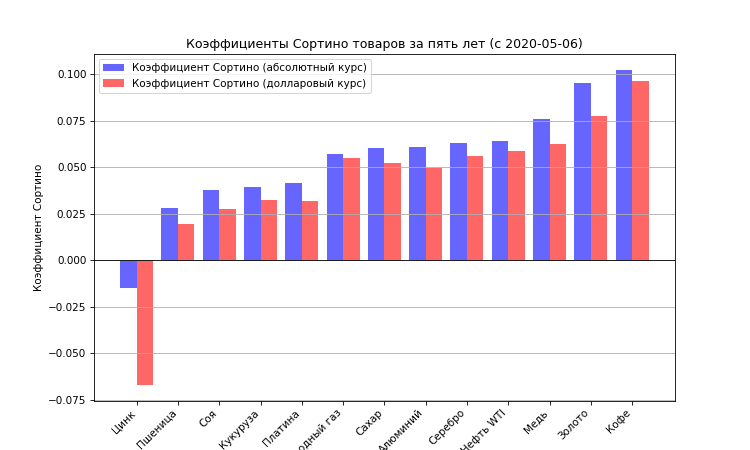 Коэффициенты Сортино товаров за пять лет (с 2020-05-06)
Коэффициент Сортино (абсолютный курс)
Коэффициент Сортино (долларовый курс)
Коэффициент Сортино
0.100
0.075
0.050
0.025
0.000
−0.025
−0.050
−0.075
Цинк
Пшеница
Соя
Кукуруза
Платина
газ
Сахар
Алюминий
Серебро
Нефть WTI
Медь
Золото
Кофе